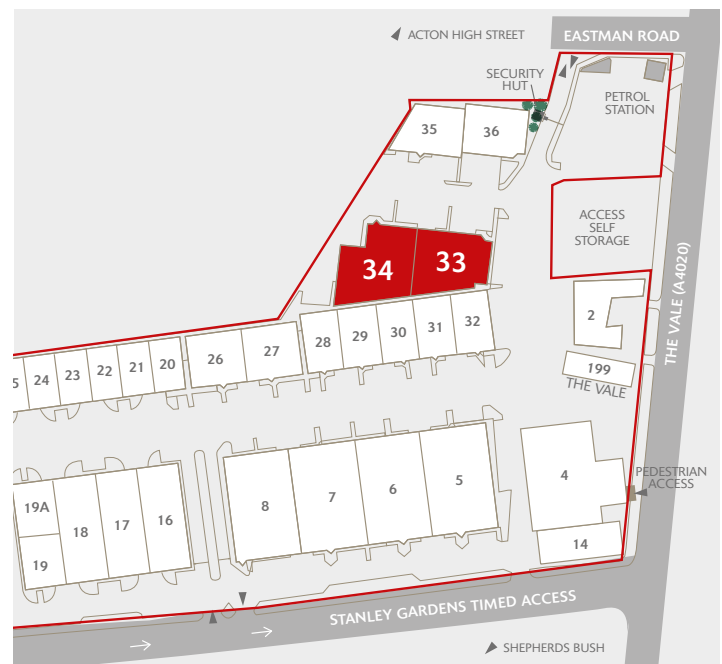 EASTMAN ROAD
ACTON HIGH STREET
SECURITY
HUT
PETROL
STATION
35
36
ACCESS
SELF
STORAGE
34
33
THE VALE (A4020)
2
28
29
30
31
32
26
27
5
24
23
22
21
20
199
THE VALE
4
PEDESTRIAN
ACCESS
8
7
6
5
19A
18
17
16
19
14
STANLEY GARDENS TIMED ACCESS
SHEPHERDS BUSH